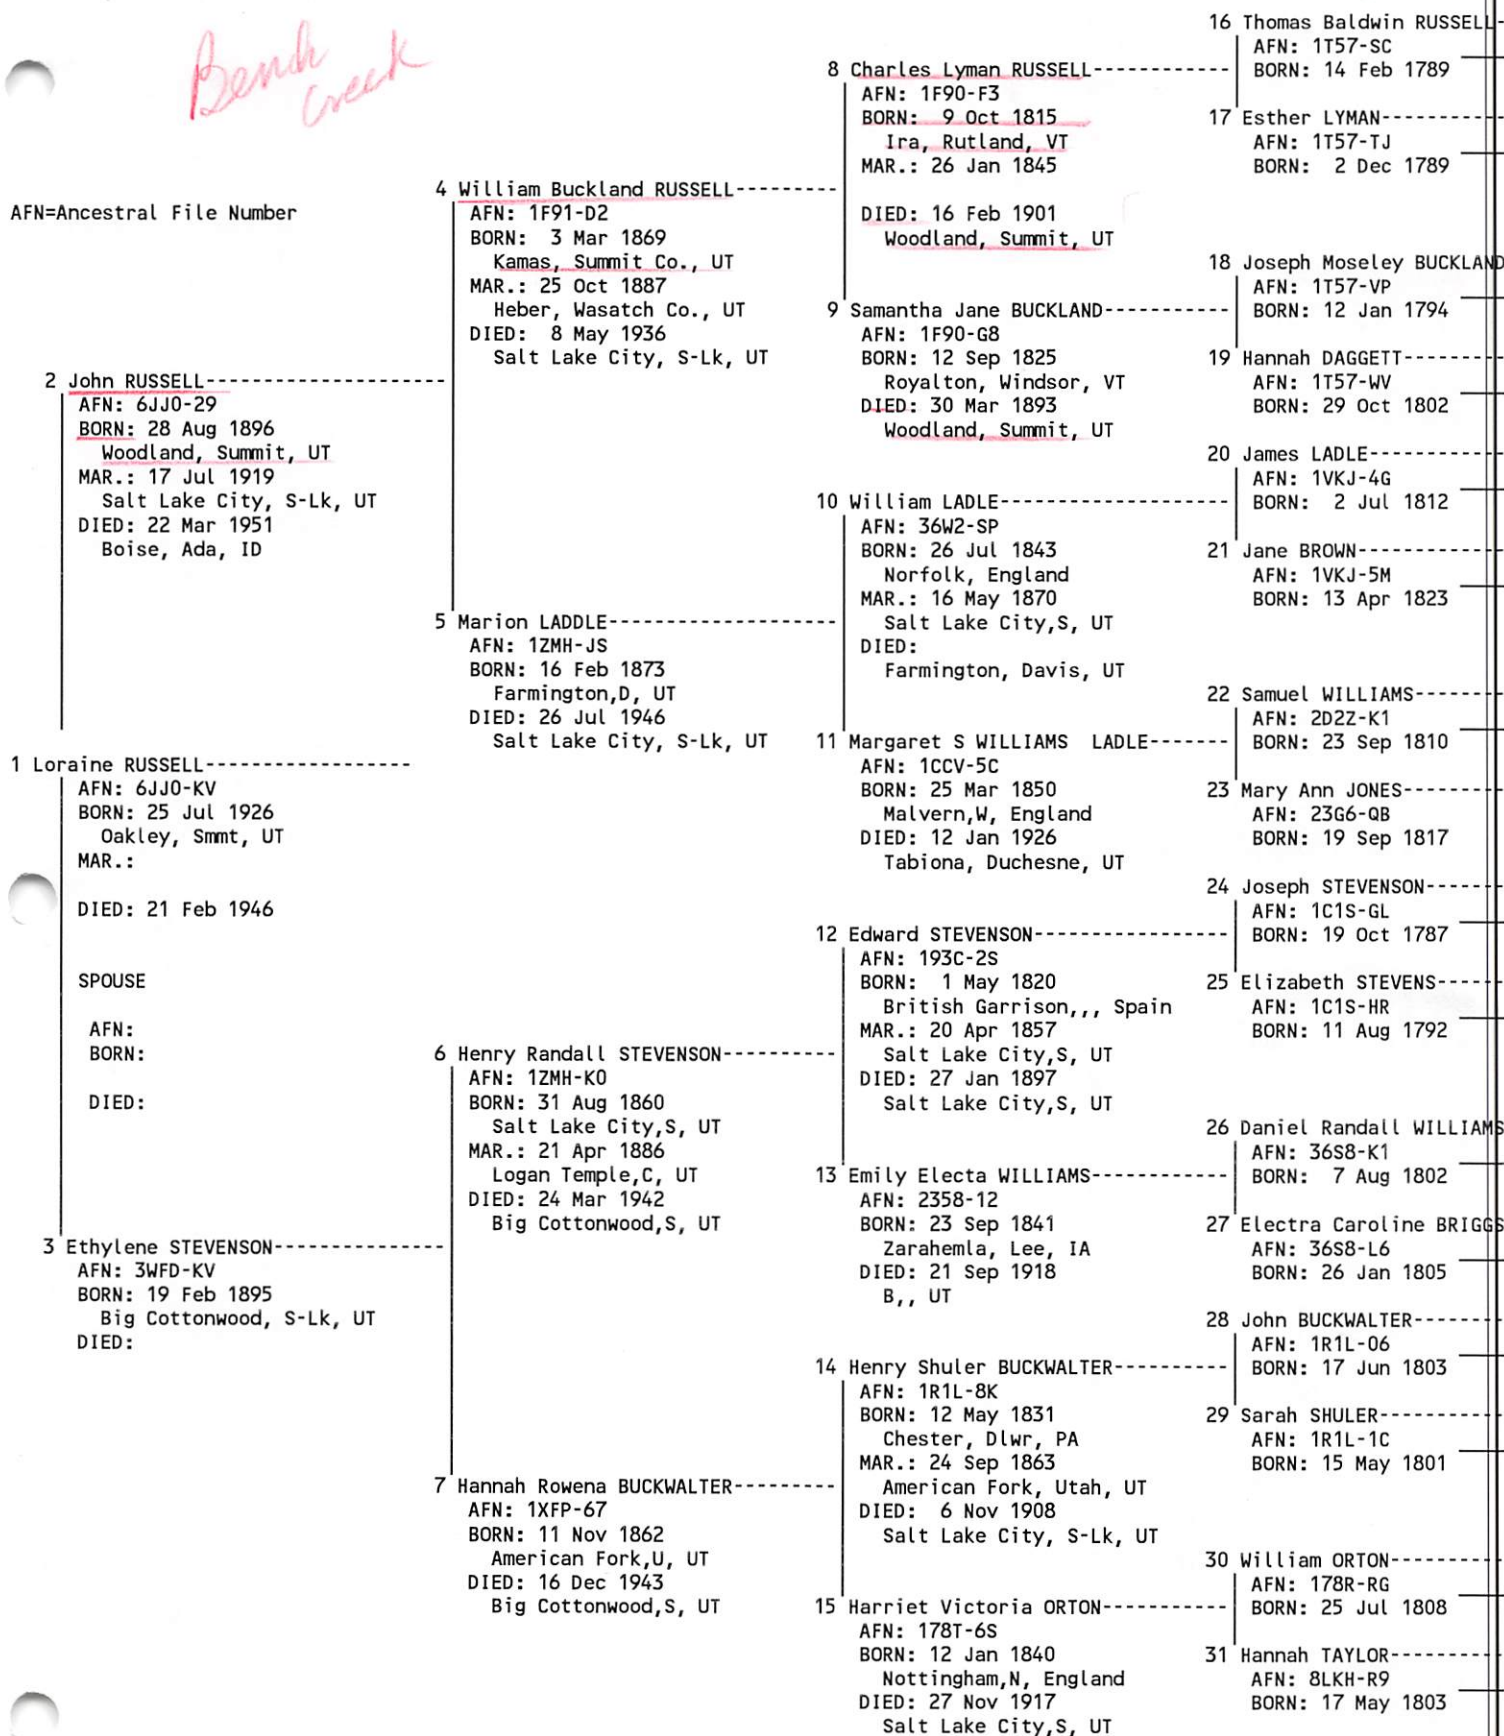 Bench
Creek
AFN=Ancestral File Number
1 Loraine RUSSELL-----------------
AFN: 6JJ0-KV
BORN: 25 Jul 1926
Oakley, Smmt, UT
MAR.:
DIED: 21 Feb 1946
SPOUSE
AFN:
BORN:
DIED:
2 John RUSSELL--------------------
AFN: 6JJ0-29
BORN: 28 Aug 1896
Woodland, Summit, UT
MAR.: 17 Jul 1919
Salt Lake City, S-Lk, UT
DIED: 22 Mar 1951
Boise, Ada, ID
3 Ethylene STEVENSON--------------
AFN: 3WFD-KV
BORN: 19 Feb 1895
Big Cottonwood, S-Lk, UT
DIED:
4 William Buckland RUSSELL--------
AFN: 1F91-D2
BORN: 3 Mar 1869
Kamas, Summit Co., UT
MAR.: 25 Oct 1887
Heber, Wasatch Co., UT
DIED: 8 May 1936
Salt Lake City, S-Lk, UT
5 Marion LADDLE-------------------
AFN: 1ZMH-JS
BORN: 16 Feb 1873
Farmington,D, UT
DIED: 26 Jul 1946
Salt Lake City, S-Lk, UT
6 Henry Randall STEVENSON---------
AFN: 1ZMH-K0
BORN: 31 Aug 1860
Salt Lake City,S, UT
MAR.: 21 Apr 1886
Logan Temple,C, UT
DIED: 24 Mar 1942
Big Cottonwood,S, UT
7 Hannah Rowena BUCKWALTER--------
AFN: 1XFP-67
BORN: 11 Nov 1862
American Fork,U, UT
DIED: 16 Dec 1943
Big Cottonwood,S, UT
8 Charles Lyman RUSSELL-----------
AFN: 1F90-F3
BORN: 9 Oct 1815
Ira, Rutland, VT
MAR.: 26 Jan 1845
DIED: 16 Feb 1901
Woodland, Summit, UT
9 Samantha Jane BUCKLAND----------
AFN: 1F90-G8
BORN: 12 Sep 1825
Royalton, Windsor, VT
DIED: 30 Mar 1893
Woodland, Summit, UT
10 William LADLE-------------------
AFN: 36W2-SP
BORN: 26 Jul 1843
Norfolk, England
MAR.: 16 May 1870
Salt Lake City,S, UT
DIED:
Farmington, Davis, UT
11 Margaret S WILLIAMS LADLE-------
AFN: 1CCV-5C
BORN: 25 Mar 1850
Malvern,W, England
DIED: 12 Jan 1926
Tabiona, Duchesne, UT
12 Edward STEVENSON----------------
AFN: 193C-2S
BORN: 1 May 1820
British Garrison,,, Spain
MAR.: 20 Apr 1857
Salt Lake City,S, UT
DIED: 27 Jan 1897
Salt Lake City,S, UT
13 Emily Electa WILLIAMS-----------
AFN: 2358-12
BORN: 23 Sep 1841
Zarahemla, Lee, IA
DIED: 21 Sep 1918
B,, UT
14 Henry Shuler BUCKWALTER---------
AFN: 1R1L-8K
BORN: 12 May 1831
Chester, Dlwr, PA
MAR.: 24 Sep 1863
American Fork, Utah, UT
DIED: 6 Nov 1908
Salt Lake City, S-Lk, UT
15 Harriet Victoria ORTON----------
AFN: 178T-6S
BORN: 12 Jan 1840
Nottingham,N, England
DIED: 27 Nov 1917
Salt Lake City,S, UT
16 Thomas Baldwin RUSSELL-
AFN: 1T57-SC
BORN: 14 Feb 1789
17 Esther LYMAN----------
AFN: 1T57-TJ
BORN: 2 Dec 1789
18 Joseph Moseley BUCKLAND
AFN: 1T57-VP
BORN: 12 Jan 1794
19 Hannah DAGGETT--------
AFN: 1T57-WV
BORN: 29 Oct 1802
20 James LADLE-----------
AFN: 1VKJ-4G
BORN: 2 Jul 1812
21 Jane BROWN------------
AFN: 1VKJ-5M
BORN: 13 Apr 1823
22 Samuel WILLIAMS-------
AFN: 2D2Z-K1
BORN: 23 Sep 1810
23 Mary Ann JONES--------
AFN: 23G6-QB
BORN: 19 Sep 1817
24 Joseph STEVENSON------
AFN: 1C1S-GL
BORN: 19 Oct 1787
25 Elizabeth STEVENS-----
AFN: 1C1S-HR
BORN: 11 Aug 1792
26 Daniel Randall WILLIAMS
AFN: 36S8-K1
BORN: 7 Aug 1802
27 Electra Caroline BRIGGS
AFN: 36S8-L6
BORN: 26 Jan 1805
28 John BUCKWALTER-------
AFN: 1R1L-06
BORN: 17 Jun 1803
29 Sarah SHULER----------
AFN: 1R1L-1C
BORN: 15 May 1801
30 William ORTON---------
AFN: 178R-RG
BORN: 25 Jul 1808
31 Hannah TAYLOR---------
AFN: 8LKH-R9
BORN: 17 May 1803